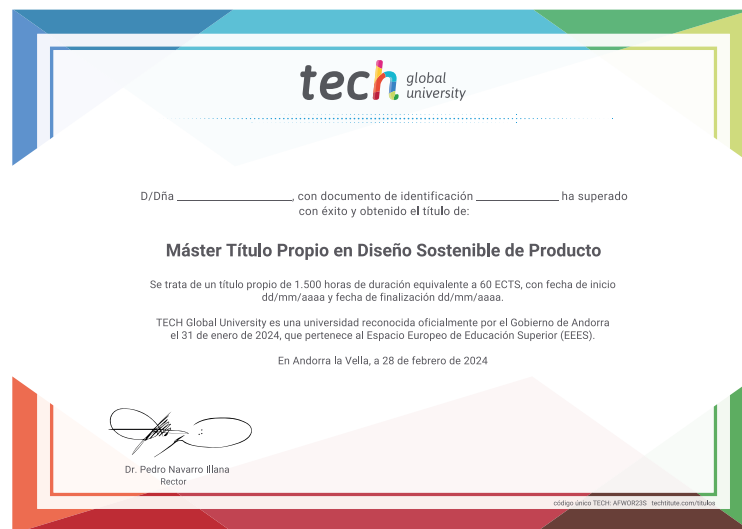 tech global university
D/Dña ____________, con documento de identificación ____________ ha superado
con éxito y obtenido el título de:
Máster Título Propio en Diseño Sostenible de Producto
Se trata de un título propio de 1.500 horas de duración equivalente a 60 ECTS, con fecha de inicio
dd/mm/aaaa y fecha de finalización dd/mm/aaaa.
TECH Global University es una universidad reconocida oficialmente por el Gobierno de Andorra
el 31 de enero de 2024, que pertenece al Espacio Europeo de Educación Superior (EEES).
En Andorra la Vella, a 28 de febrero de 2024
Dr. Pedro Navarro Illana
Rector
código único TECH: AFWOR23S techtitute.com/titulos